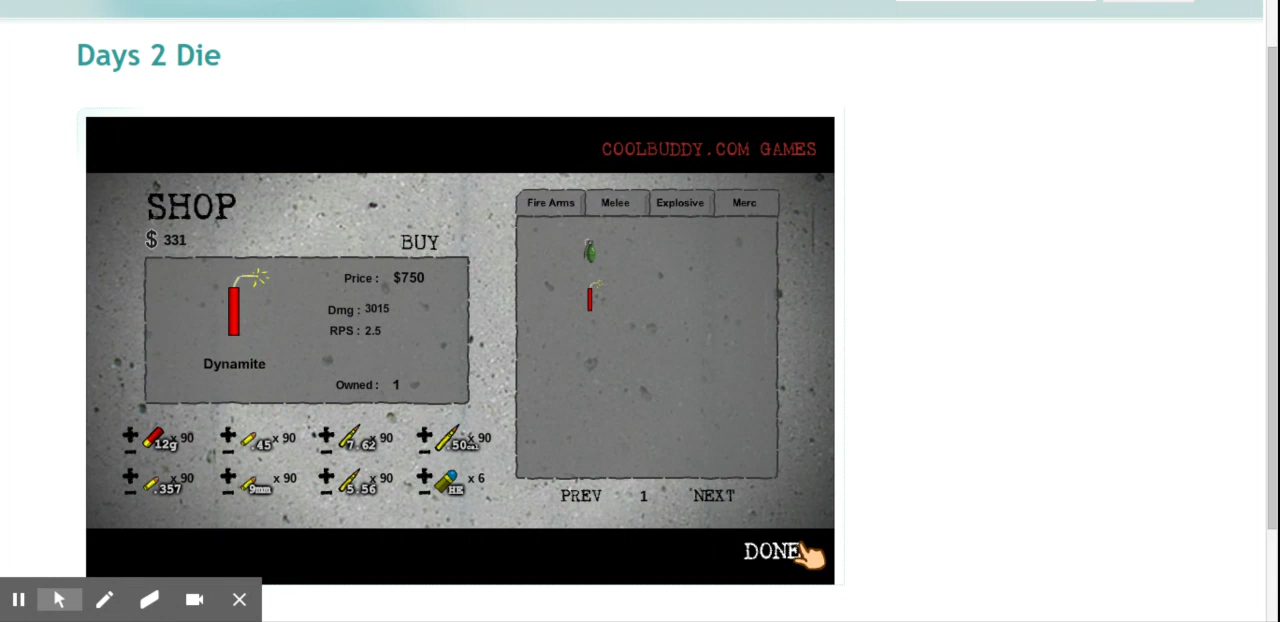 Days 2 Die
COOLBUDDY.COM GAMES
SHOP
$ 331
BUY
Price : $750
Dmg : 3015
RPS : 2.5
Dynamite
Owned : 1
12g x 90
.45 x 90
7.62 x 90
.50 x 90
.357 x 90
9mm x 90
5.56 x 90
HE x 6
Fire Arms Melee Explosive Merc
PREV 1 NEXT
DONE